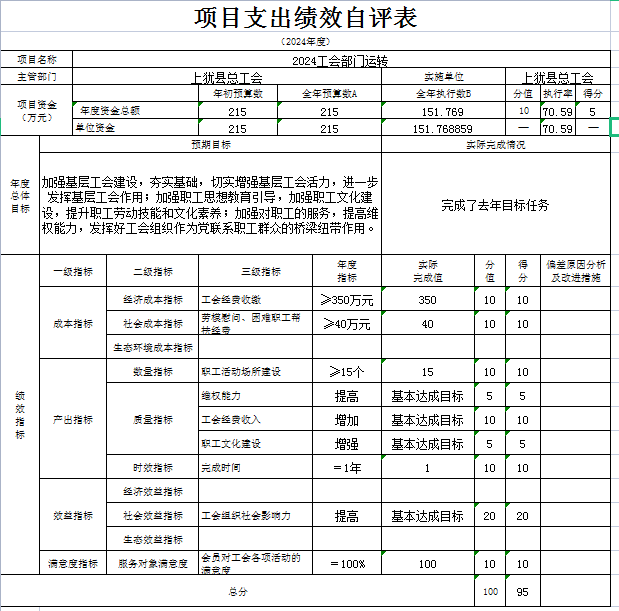 项目支出绩效自评表
（2024年度）
项目名称 2024工会部门运转
主管部门 上犹县总工会 实施单位 上犹县总工会
项目资金（万元） 年初预算数 全年预算数A 全年执行数B 分值 执行率 得分
年度资金总额 215 215 151.769 10 70.59 5
单位资金 215 215 151.768859 — 70.59 —
年度总体目标 预期目标 实际完成情况
加强基层工会建设，夯实基础，切实增强基层工会活力，进一步
发挥基层工会作用；加强职工思想教育引导，加强职工文化建
设，提升职工劳动技能和文化素养；加强对职工的服务，提高维
权能力，发挥好工会组织作为党联系职工群众的桥梁纽带作用。
完成了去年目标任务
绩效指标 一级指标 二级指标 三级指标 年度指标 实际完成值 分值 得分 偏差原因分析及改进措施
成本指标 经济成本指标 工会经费收缴 ≥350万元 350 10 10
社会成本指标 劳模慰问、困难职工帮扶经费 ≥40万元 40 10 10
生态环境成本指标
产出指标 数量指标 职工活动场所建设 ≥15个 15 10 10
质量指标 维权能力 提高 基本达成目标 5 5
工会经费收入 增加 基本达成目标 10 10
职工文化建设 增强 基本达成目标 5 5
时效指标 完成时间 =1年 1 10 10
效益指标 经济效益指标
社会效益指标 工会组织社会影响力 提高 基本达成目标 20 20
生态效益指标
满意度指标 服务对象满意度 会员对工会各项活动的满意度 =100% 100 10 10
总分 100 95